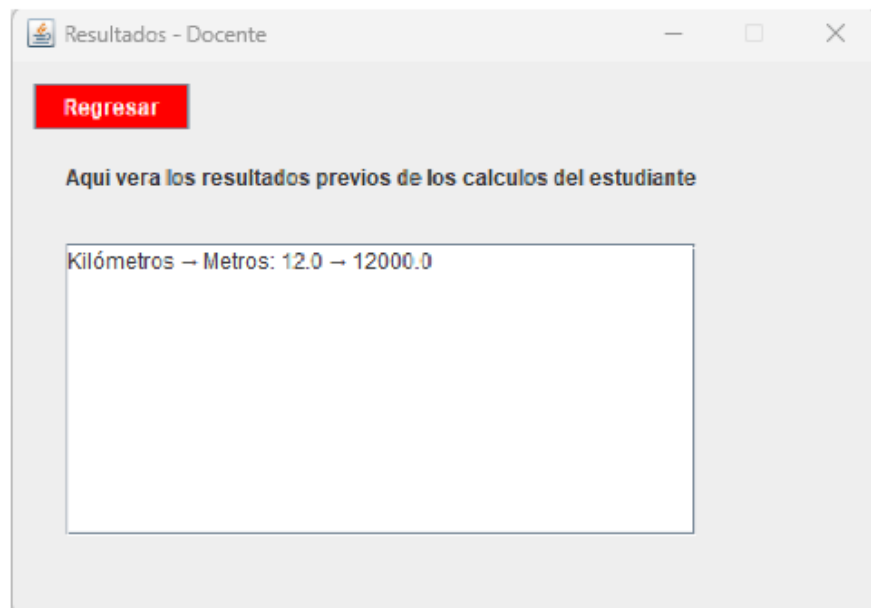 Resultados - Docente
Regresar
Aqui vera los resultados previos de los calculos del estudiante
Kilómetros → Metros: 12.0 → 12000.0